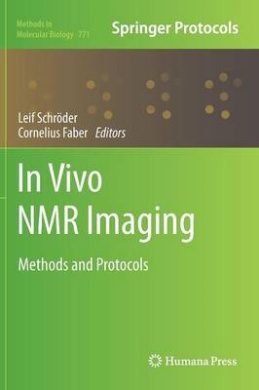 Methods in
Molecular Biology 771
Springer Protocols
Leif Schröder
Cornelius Faber Editors
In Vivo
NMR Imaging
Methods and Protocols
Humana Press